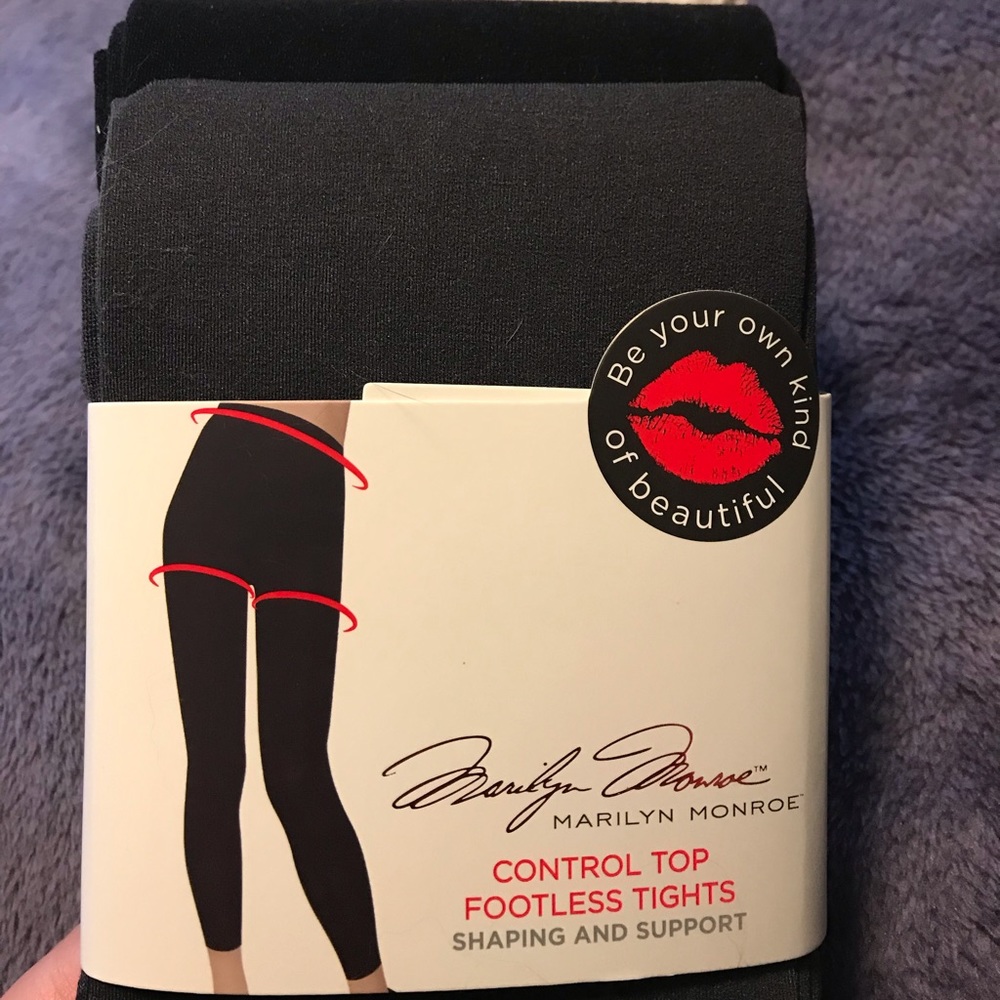 Be your own kind
of beautiful
Marilyn Monroe™
MARILYN MONROE™
CONTROL TOP
FOOTLESS TIGHTS
SHAPING AND SUPPORT